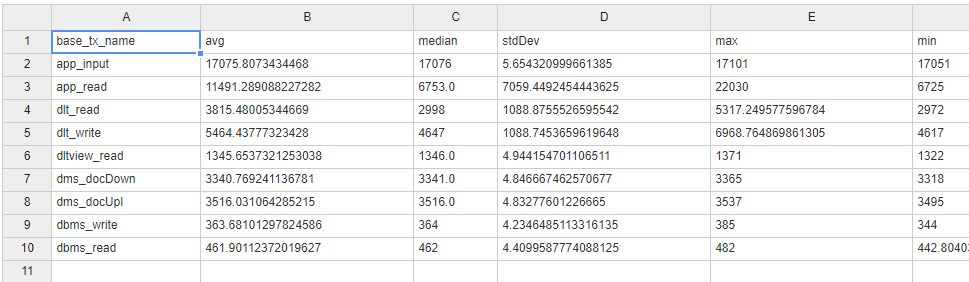 A B C D E
1 base_tx_name avg median stdDev max min
2 app_input 17075.8073434468 17076 5.654320999661385 17101 17051
3 app_read 11491.289088227282 6753.0 7059.4492454443625 22030 6725
4 dlt_read 3815.48005344669 2998 1088.8755526595542 5317.249577596784 2972
5 dlt_write 5464.43777323428 4647 1088.7453659619648 6968.764869861305 4617
6 dltview_read 1345.6537321253038 1346.0 4.944154701106511 1371 1322
7 dms_docDown 3340.769241136781 3341.0 4.846667462570677 3365 3318
8 dms_docUpl 3516.031064285215 3516.0 4.83277601226665 3537 3495
9 dbms_write 363.68101297824586 364 4.2346485113316135 385 344
10 dbms_read 461.90112372019627 462 4.4099587774088125 482 442.8040
11